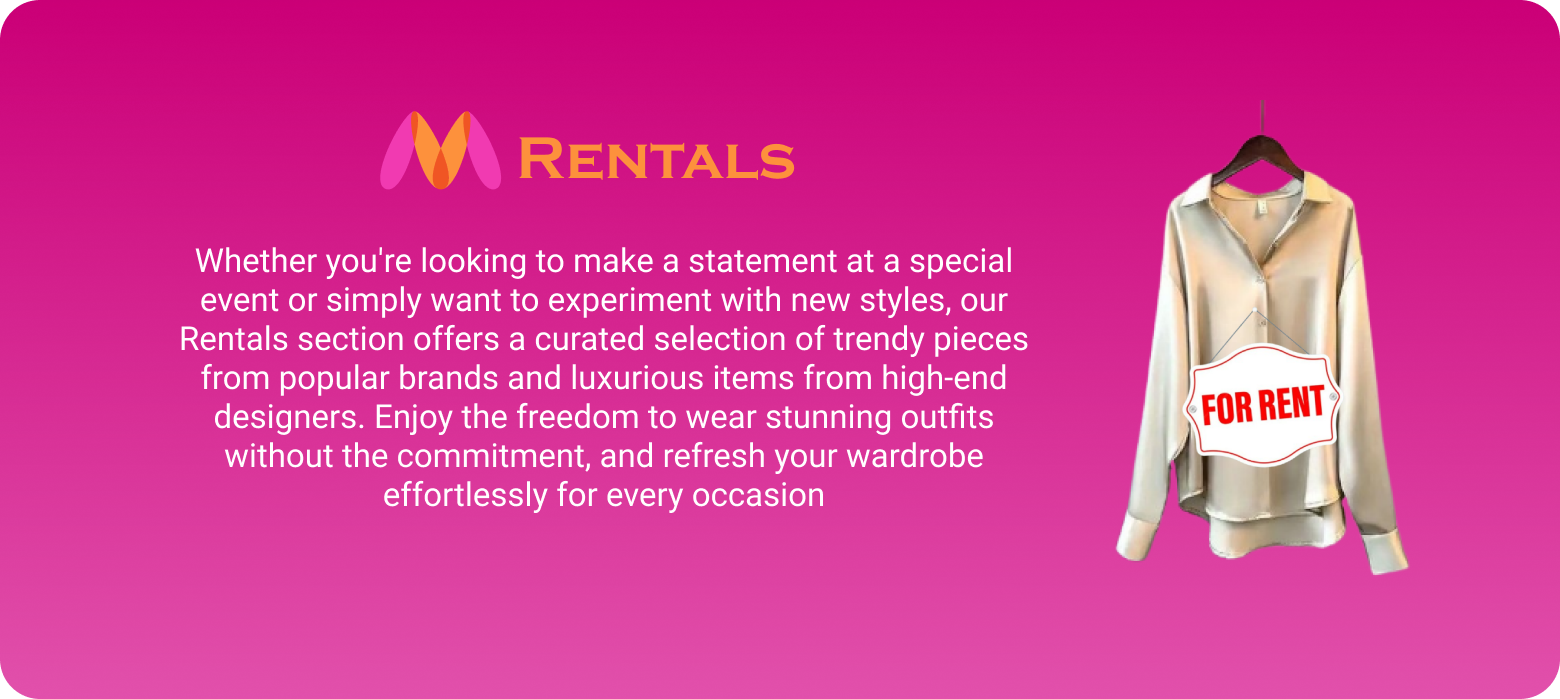 RENTALS
Whether you're looking to make a statement at a special
event or simply want to experiment with new styles, our
Rentals section offers a curated selection of trendy pieces
from popular brands and luxurious items from high-end
designers. Enjoy the freedom to wear stunning outfits
without the commitment, and refresh your wardrobe
effortlessly for every occasion
FOR RENT